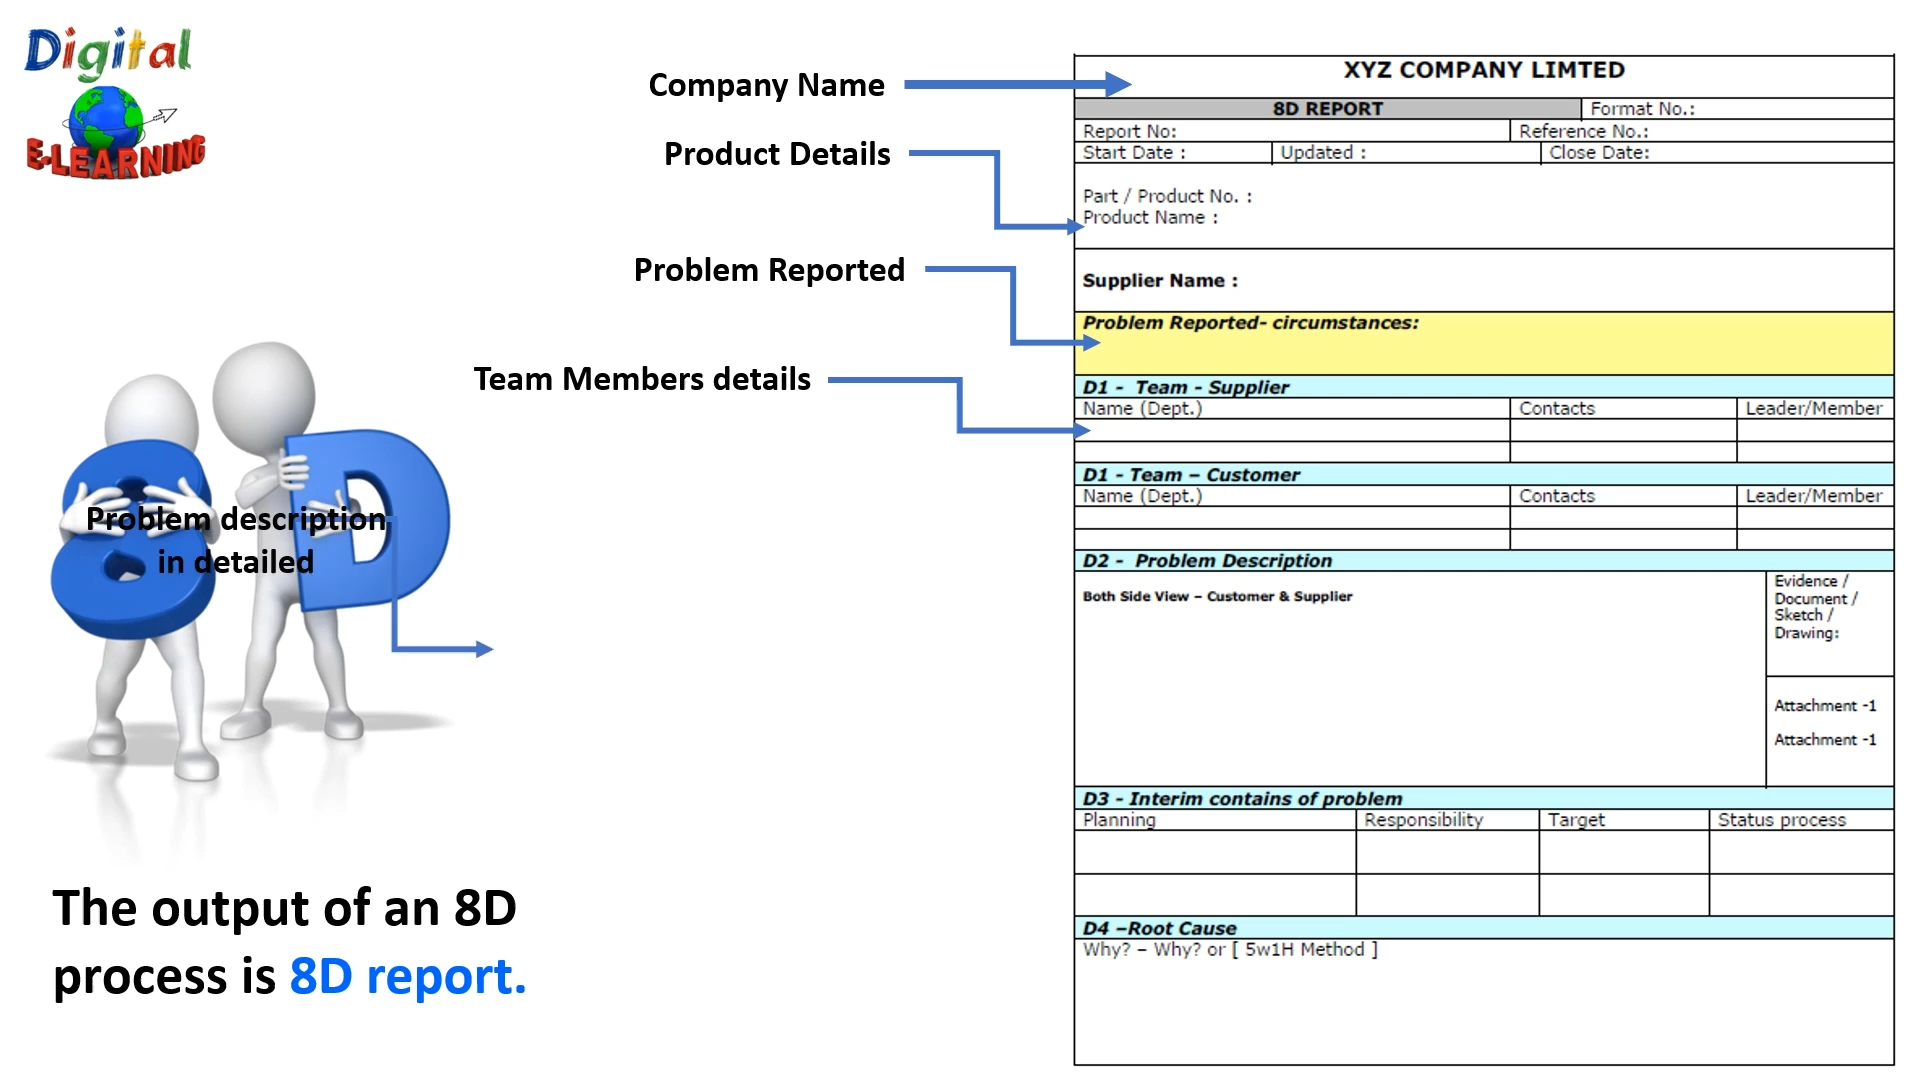 Digital
E-LEARNING
Company Name
Product Details
Problem Reported
Team Members details
Problem description
in detailed
The output of an 8D
process is 8D report.
XYZ COMPANY LIMTED
8D REPORT Format No.:
Report No: Reference No.:
Start Date : Updated : Close Date:
Part / Product No. :
Product Name :
Supplier Name :
Problem Reported- circumstances:
D1 - Team - Supplier
Name (Dept.) Contacts Leader/Member
D1 - Team – Customer
Name (Dept.) Contacts Leader/Member
D2 - Problem Description
Both Side View – Customer & Supplier
Evidence /
Document /
Sketch /
Drawing:
Attachment -1
Attachment -1
D3 - Interim contains of problem
Planning Responsibility Target Status process
D4 –Root Cause
Why? – Why? or [ 5w1H Method ]